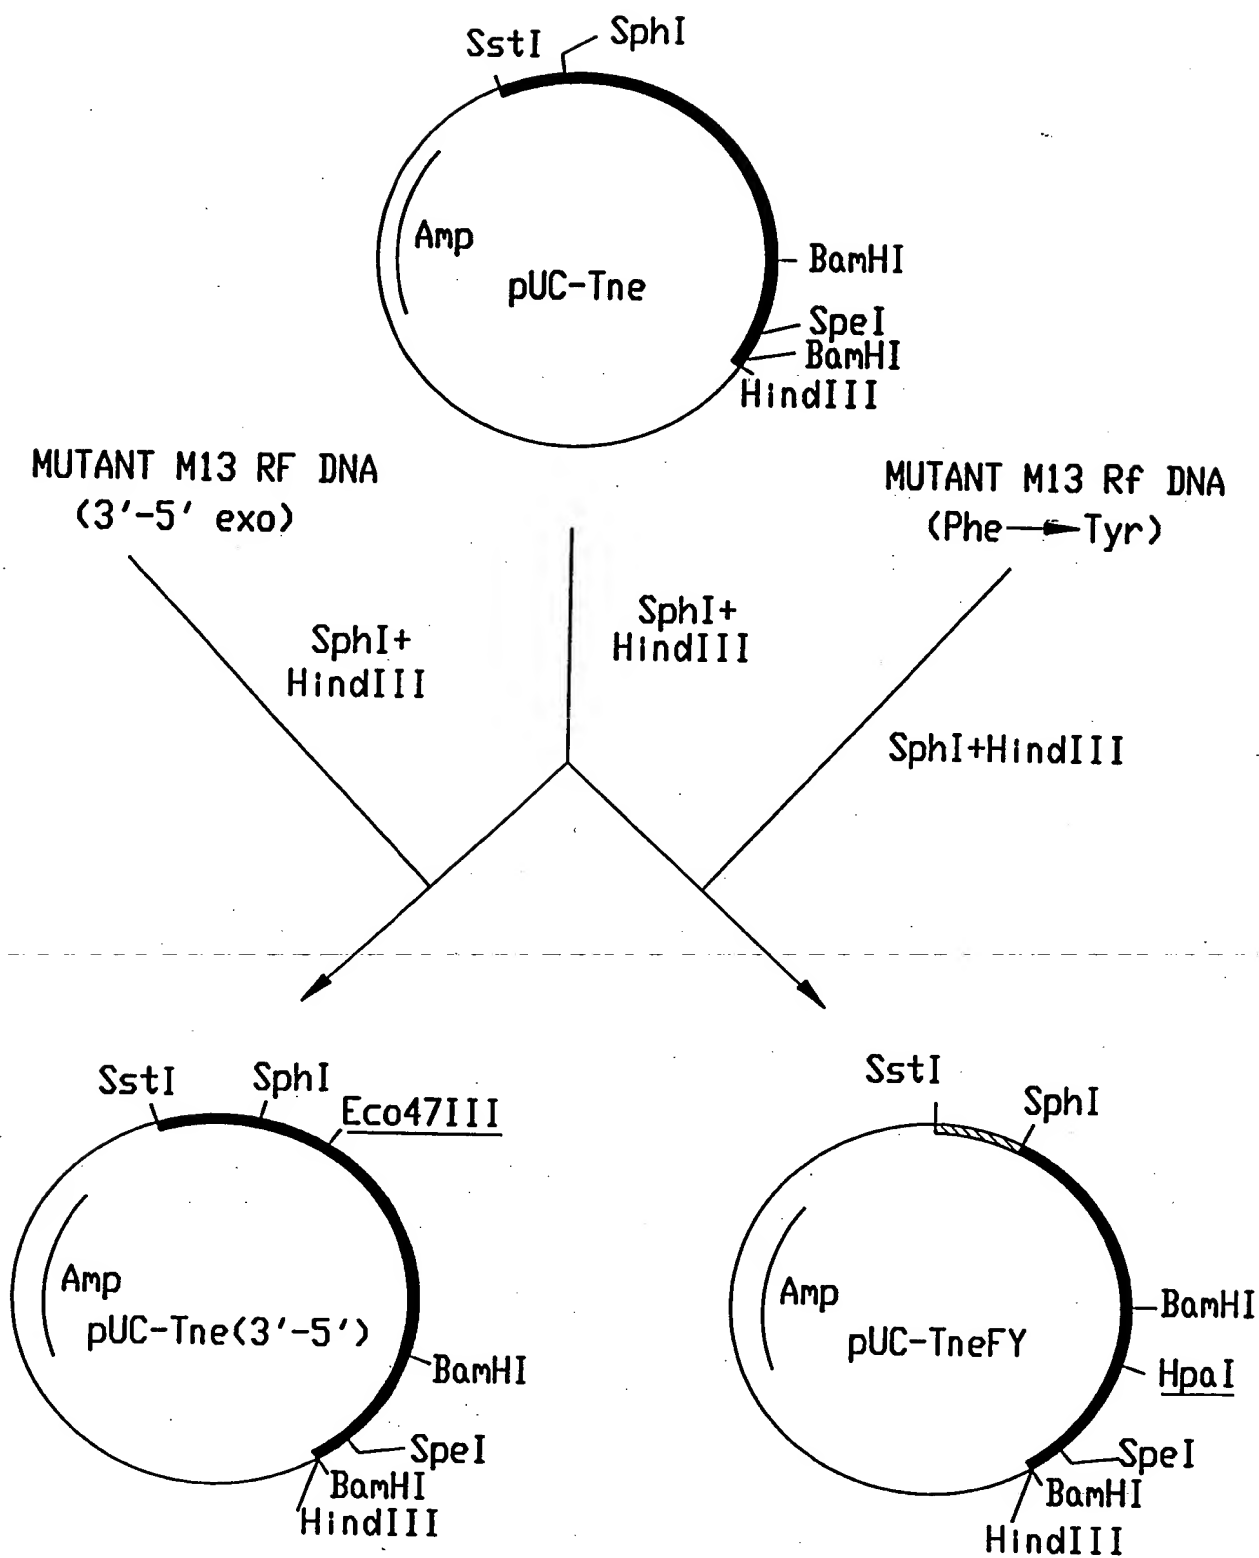 SstI
SphI
Amp
pUC-Tne
BamHI
SpeI
BamHI
HindIII
MUTANT M13 RF DNA
(3'-5' exo)
MUTANT M13 Rf DNA
(Phe→Tyr)
SphI+
HindIII
SphI+
HindIII
SphI+HindIII
SstI
SphI
Eco47III
Amp
pUC-Tne(3'-5')
BamHI
SpeI
BamHI
HindIII
SstI
SphI
Amp
pUC-TneFY
BamHI
HpaI
SpeI
BamHI
HindIII